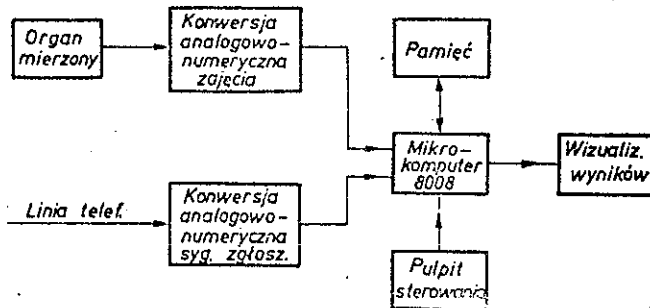 Organ
mierzony
Konwersja
analogowo-
numeryczna
zajęcia
Pamięć
Mikro-
komputer
8008
Wizualiz.
wyników
Linia telef.
Konwersja
analogowo-
numeryczna
syg. zgłosz.
Pulpit
sterowania